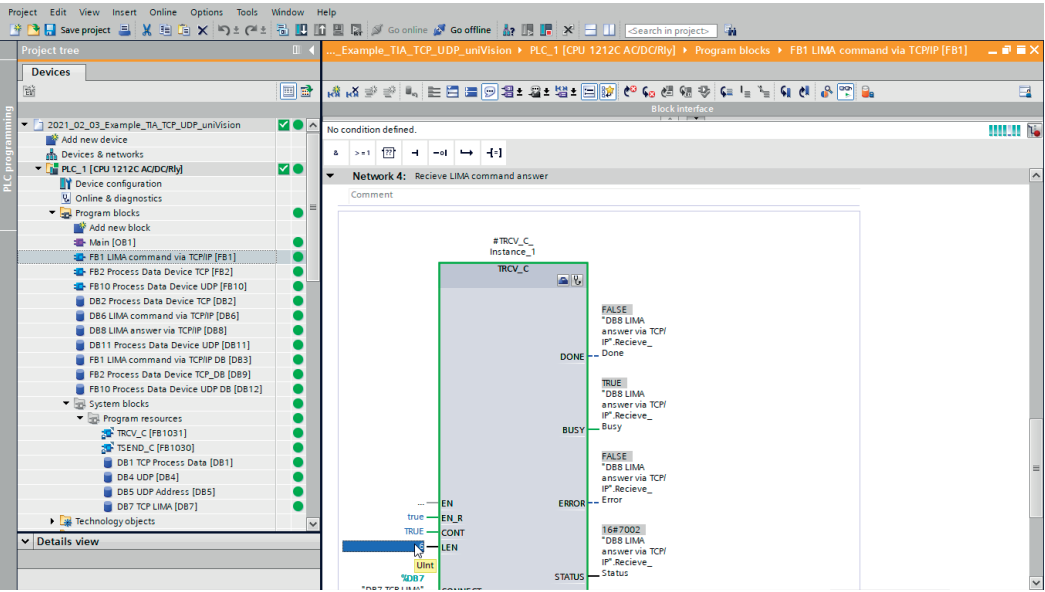 Project Edit View Insert Online Options Tools Window Help
Save project Go online Go offline <Search in project>
Project tree
..._Example_TIA_TCP_UDP_uniVision ▸ PLC_1 [CPU 1212C AC/DC/Rly] ▸ Program blocks ▸ FB1 LIMA command via TCP/IP [FB1]
Devices
PLC programming
Block interface
2021_02_03_Example_TIA_TCP_UDP_uniVision
Add new device
Devices & networks
PLC_1 [CPU 1212C AC/DC/Rly]
Device configuration
Online & diagnostics
Program blocks
Add new block
Main [OB1]
FB1 LIMA command via TCP/IP [FB1]
FB2 Process Data Device TCP [FB2]
FB10 Process Data Device UDP [FB10]
DB2 Process Data Device TCP [DB2]
DB6 LIMA command via TCP/IP [DB6]
DB8 LIMA answer via TCP/IP [DB8]
DB11 Process Data Device UDP [DB11]
FB1 LIMA command via TCP/IP DB [DB3]
FB2 Process Data Device TCP_DB [DB9]
FB10 Process Data Device UDP DB [DB12]
System blocks
Program resources
TRCV_C [FB1031]
TSEND_C [FB1030]
DB1 TCP Process Data [DB1]
DB4 UDP [DB4]
DB5 UDP Address [DB5]
DB7 TCP LIMA [DB7]
Technology objects
Details view
No condition defined.
& >=1 [??] ⊣ –o| ↦ -[=]
Network 4: Recieve LIMA command answer
Comment
#TRCV_C_
Instance_1
TRCV_C
FALSE
"DB8 LIMA
answer via TCP/
IP".Recieve_
DONE Done
TRUE
"DB8 LIMA
answer via TCP/
IP".Recieve_
BUSY Busy
FALSE
"DB8 LIMA
answer via TCP/
IP".Recieve_
... EN ERROR Error
true EN_R
TRUE CONT
LEN
16#7002
"DB8 LIMA
answer via TCP/
IP".Recieve_
STATUS Status
UInt
%DB7
"DB7 TCP LIMA" CONNECT